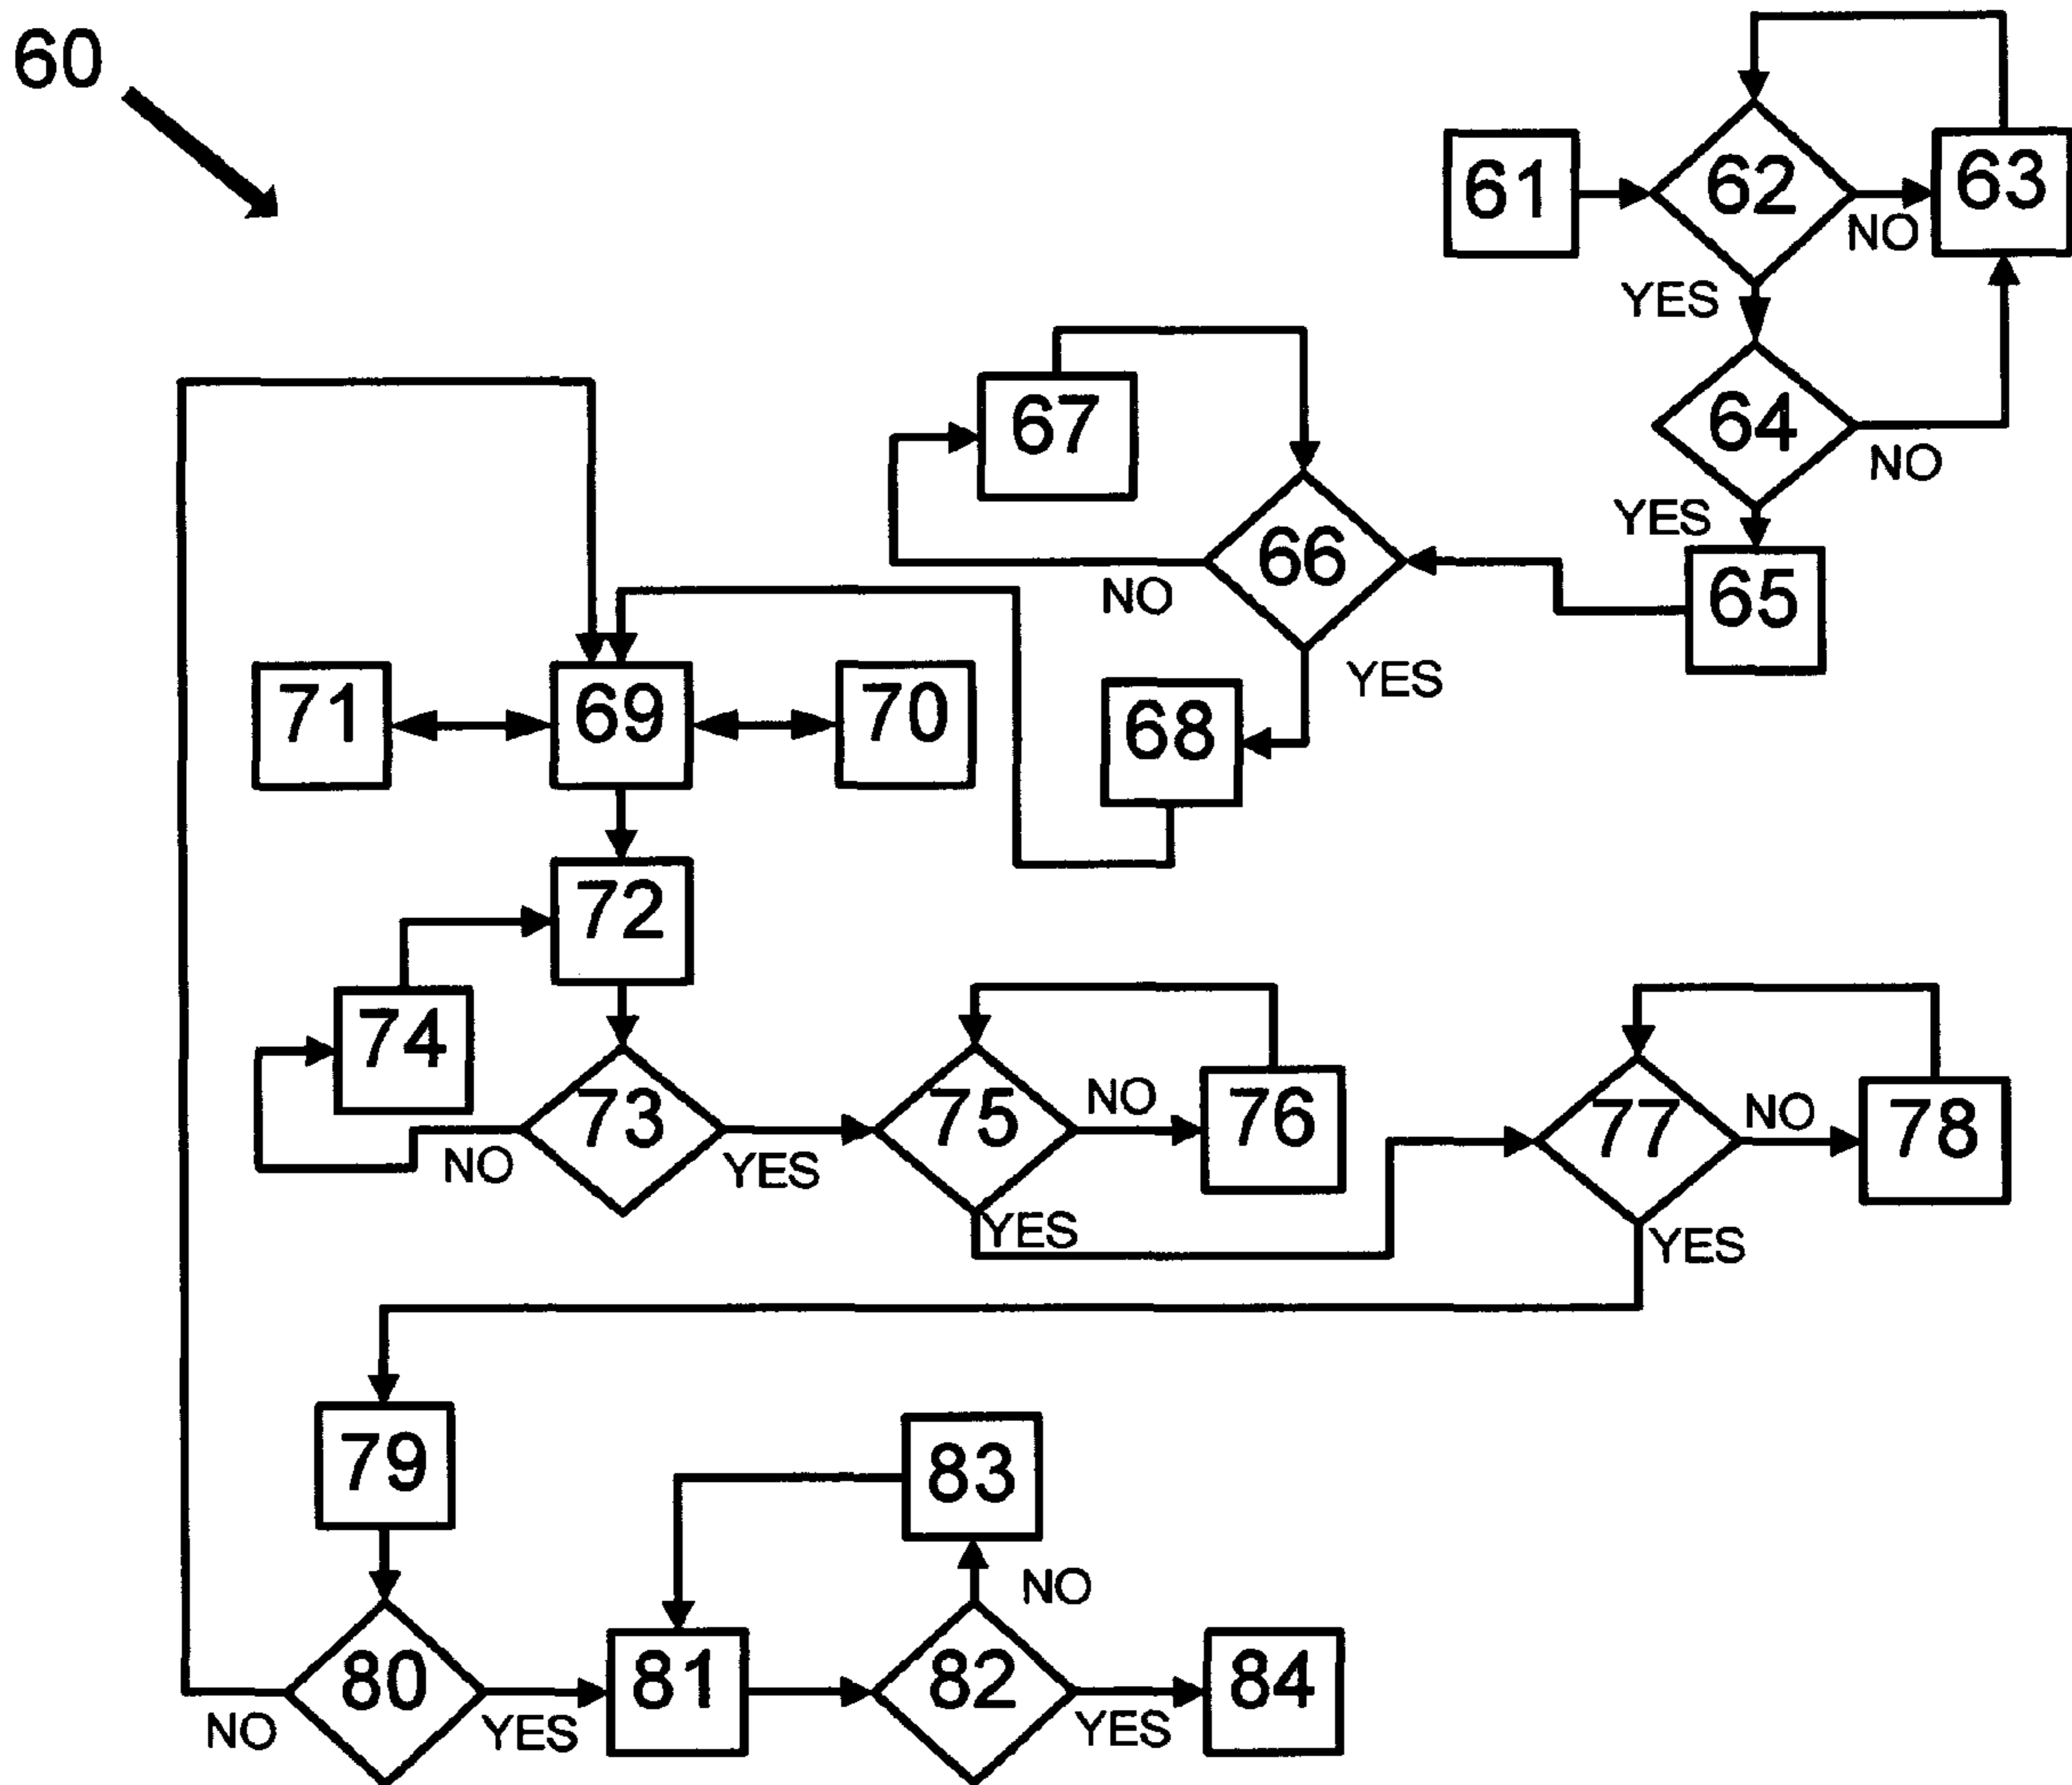 60
61
62
NO
63
YES
64
NO
YES
65
67
66
NO
YES
68
71
69
70
72
74
73
NO
YES
75
NO
76
YES
77
NO
78
YES
79
80
NO
YES
81
83
NO
82
YES
84